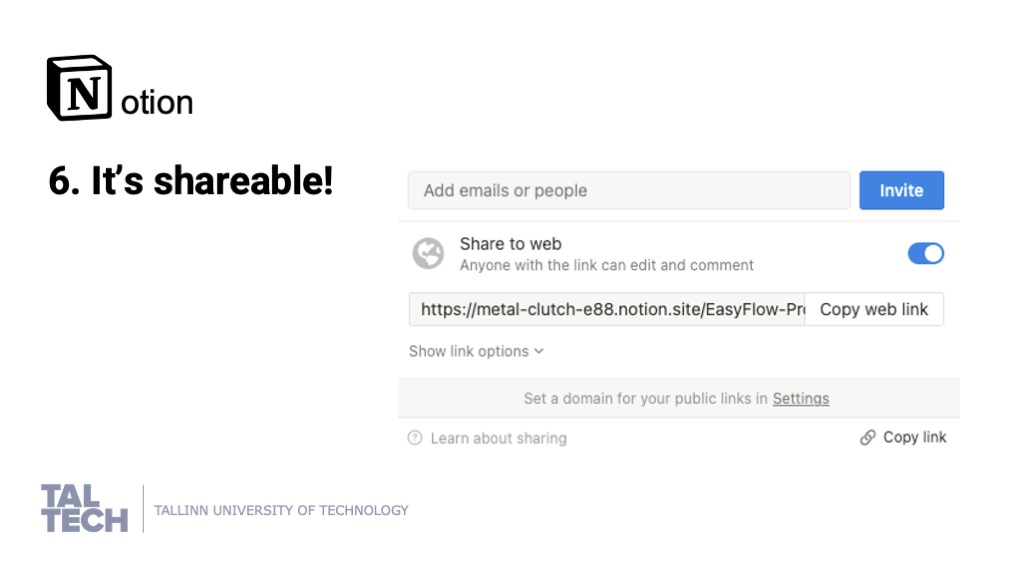 N otion
6. It's shareable!
Add emails or people
Invite
Share to web
Anyone with the link can edit and comment
https://metal-clutch-e88.notion.site/EasyFlow-Pr
Copy web link
Show link options
Set a domain for your public links in Settings
? Learn about sharing
Copy link
TAL
TECH
TALLINN UNIVERSITY OF TECHNOLOGY